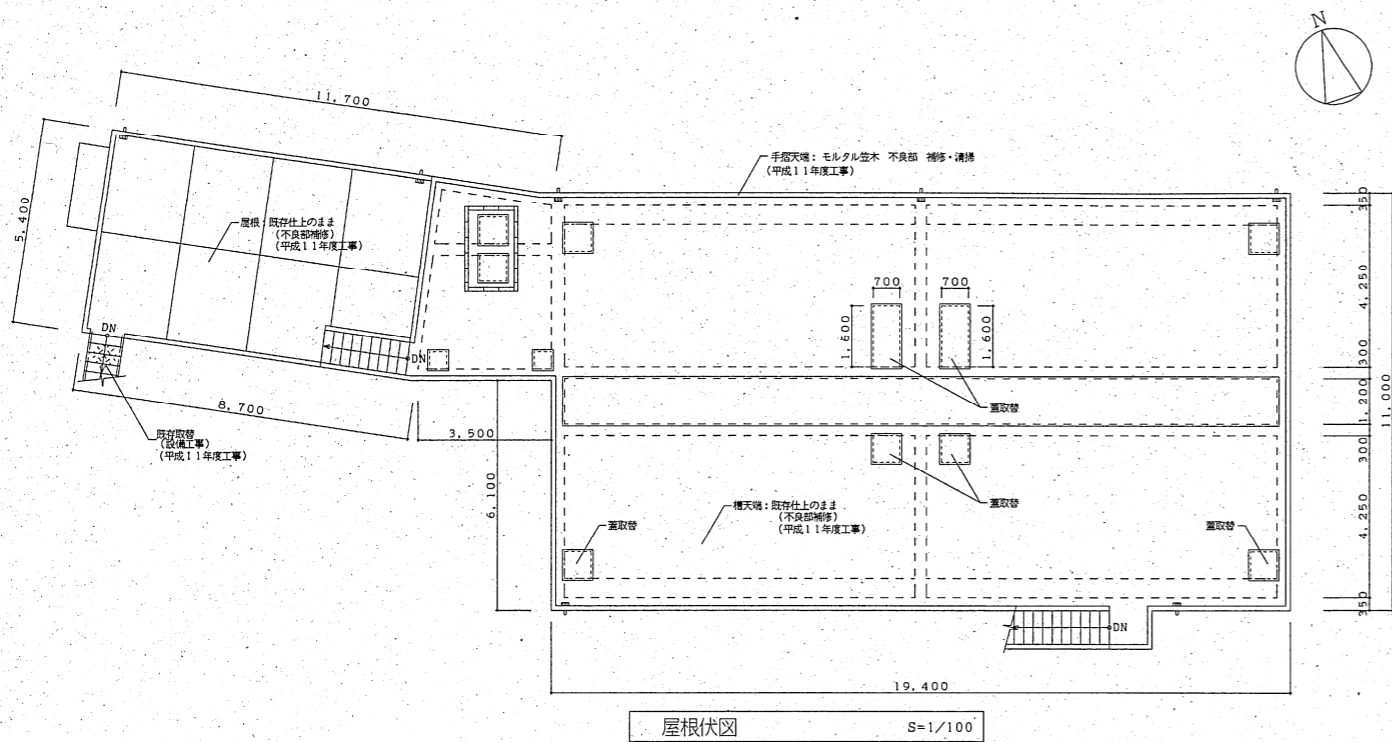 N
11,700
5,400
手摺天端：モルタル笠木 不良部 補修・清掃
（平成11年度工事）
屋根：既存仕上のまま
（不良部補修）
（平成11年度工事）
350
4,250
300
1,200
300
4,250
350
11,000
700
700
1,600
1,600
DN
DN
蓋取替
8,700
既存取替
（設備工事）
（平成11年度工事）
3,500
6,100
蓋取替
槽天端：既存仕上のまま
（不良部補修）
（平成11年度工事）
蓋取替
蓋取替
DN
19,400
屋根伏図 S=1/100